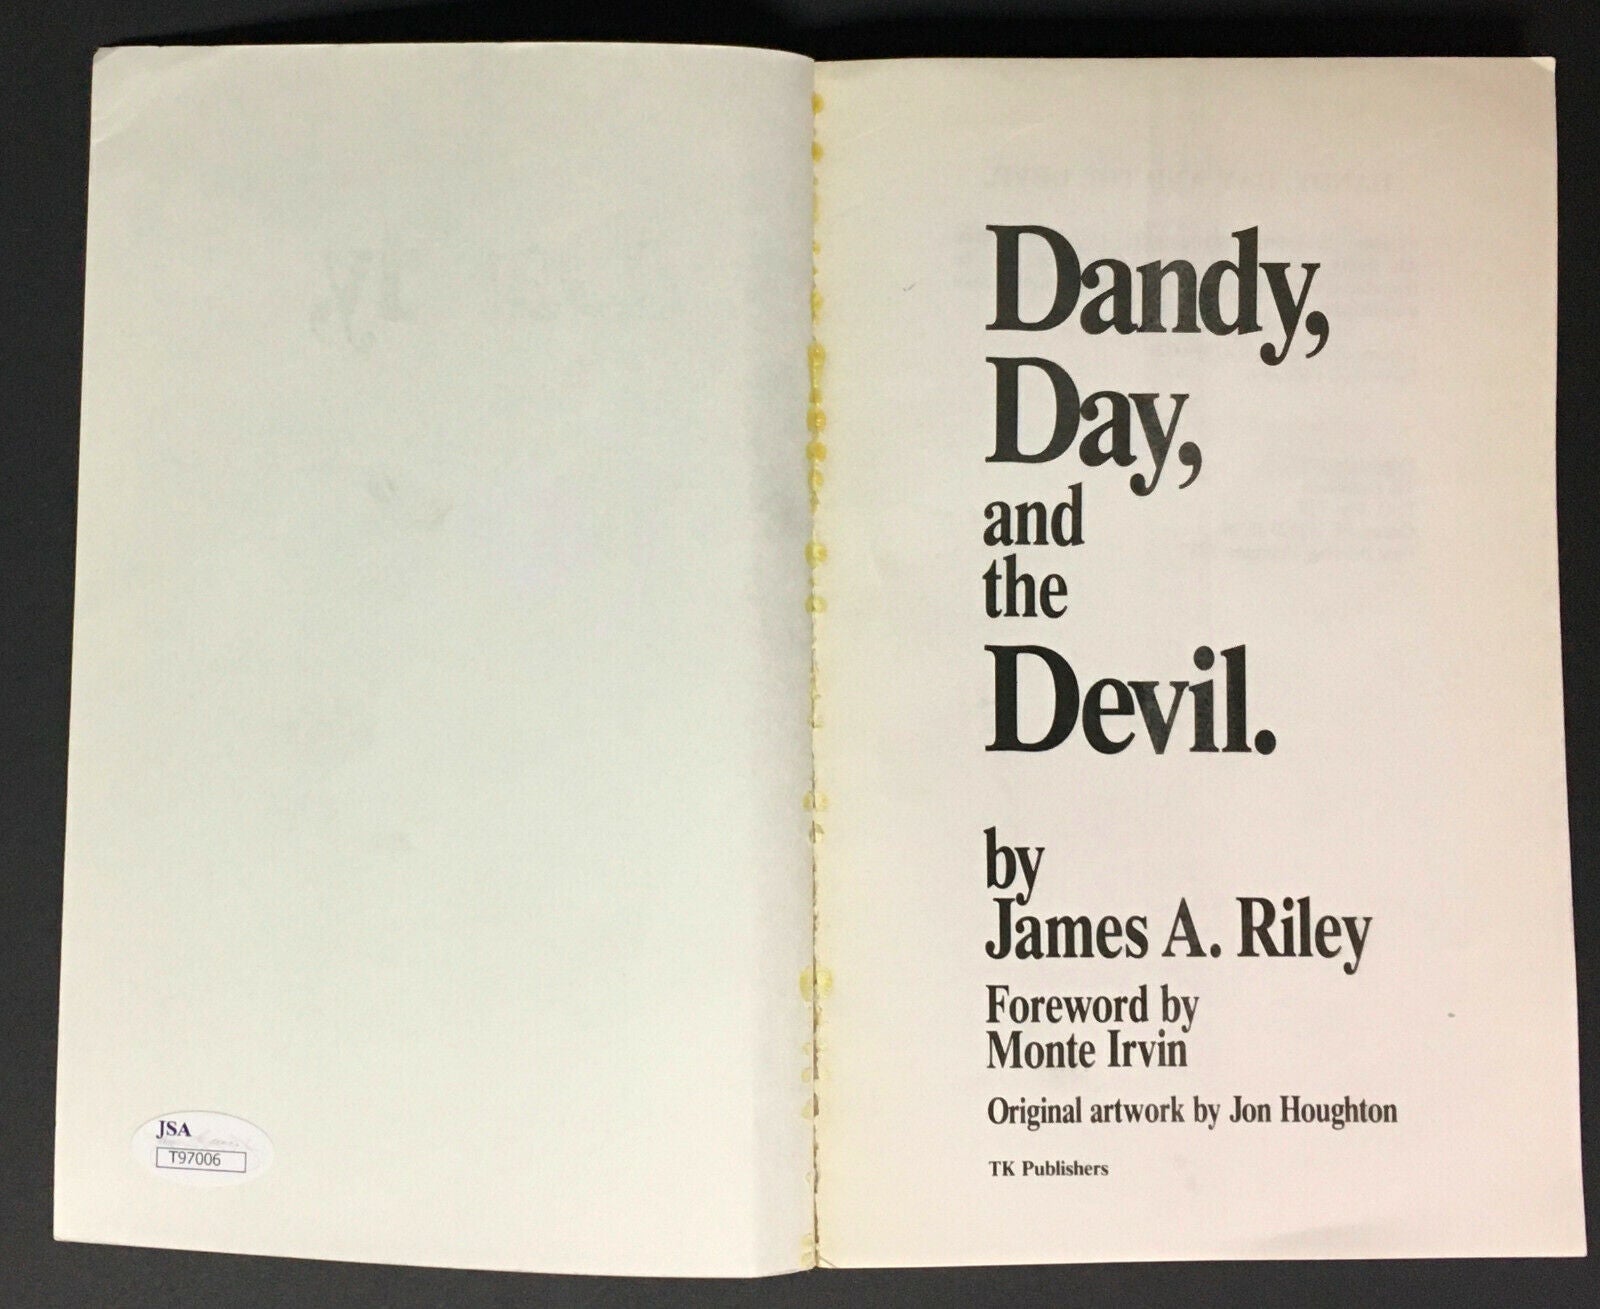 JSA
T97006
Dandy,
Day,
and
the
Devil.
by
James A. Riley
Foreword by
Monte Irvin
Original artwork by Jon Houghton
TK Publishers